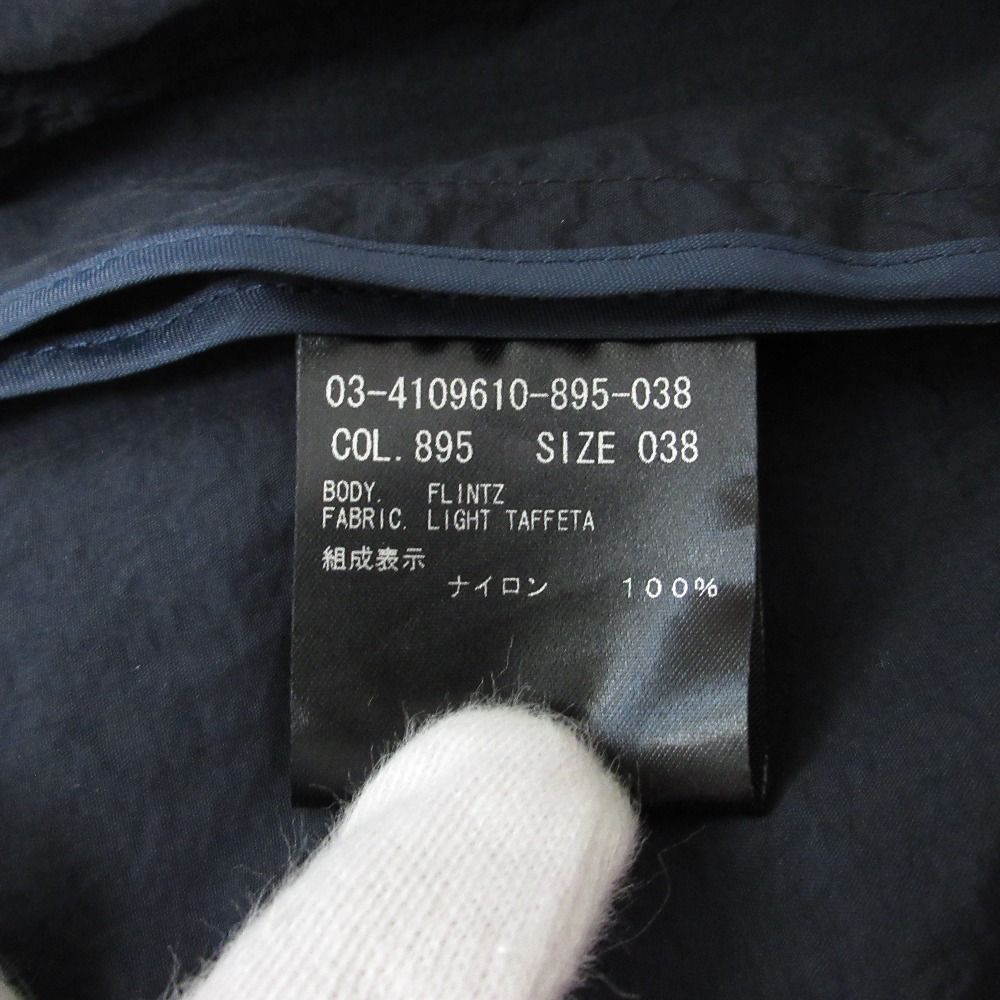 03-4109610-895-038
COL. 895 SIZE 038
BODY. FLINTZ
FABRIC. LIGHT TAFFETA
組成表示
ナイロン 100%